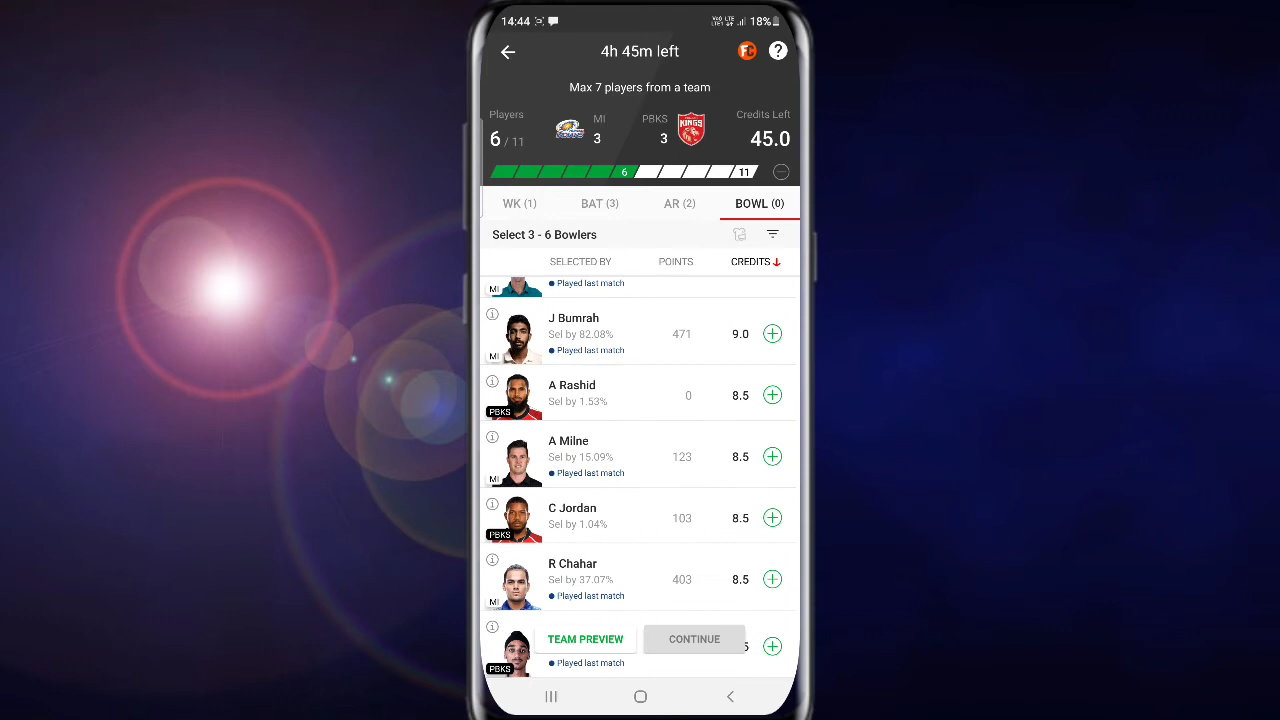 14:44 18%
4h 45m left FC ?
Max 7 players from a team
Players MI PBKS Credits Left
6 / 11 3 3 45.0
6 11
WK (1) BAT (3) AR (2) BOWL (0)
Select 3 - 6 Bowlers
SELECTED BY POINTS CREDITS
MI Played last match
J Bumrah
Sel by 82.08% 471 9.0
MI Played last match
A Rashid
Sel by 1.53% 0 8.5
PBKS
A Milne
Sel by 15.09% 123 8.5
MI Played last match
C Jordan
Sel by 1.04% 103 8.5
PBKS
R Chahar
Sel by 37.07% 403 8.5
MI Played last match
TEAM PREVIEW CONTINUE
PBKS Played last match